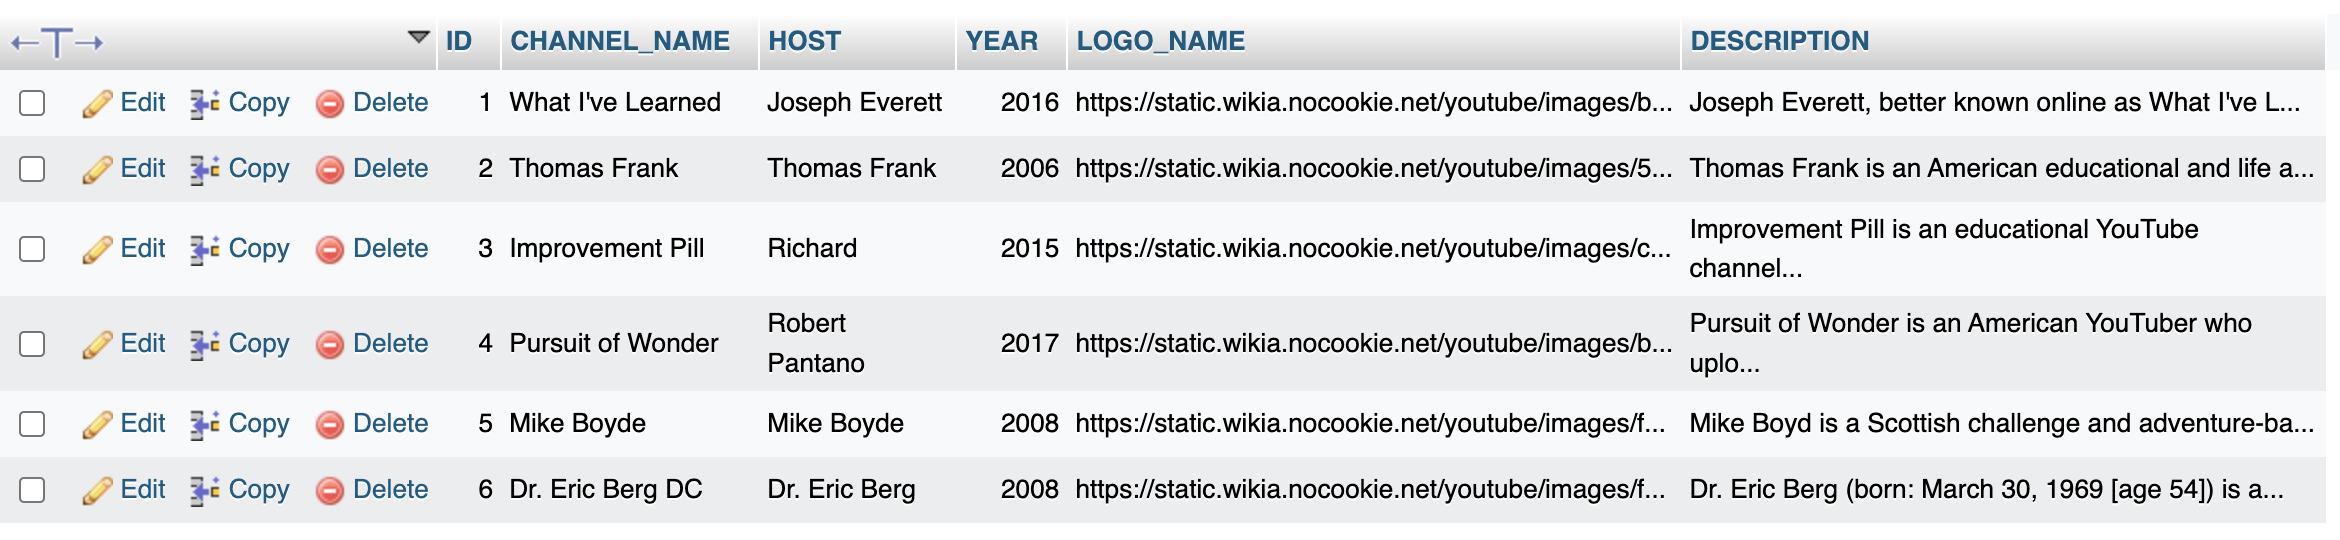 ←T→ ID CHANNEL_NAME HOST YEAR LOGO_NAME DESCRIPTION
Edit Copy Delete 1 What I've Learned Joseph Everett 2016 https://static.wikia.nocookie.net/youtube/images/b... Joseph Everett, better known online as What I've L...
Edit Copy Delete 2 Thomas Frank Thomas Frank 2006 https://static.wikia.nocookie.net/youtube/images/5... Thomas Frank is an American educational and life a...
Edit Copy Delete 3 Improvement Pill Richard 2015 https://static.wikia.nocookie.net/youtube/images/c... Improvement Pill is an educational YouTube
channel...
Edit Copy Delete 4 Pursuit of Wonder Robert
Pantano 2017 https://static.wikia.nocookie.net/youtube/images/b... Pursuit of Wonder is an American YouTuber who
uplo...
Edit Copy Delete 5 Mike Boyde Mike Boyde 2008 https://static.wikia.nocookie.net/youtube/images/f... Mike Boyd is a Scottish challenge and adventure-ba...
Edit Copy Delete 6 Dr. Eric Berg DC Dr. Eric Berg 2008 https://static.wikia.nocookie.net/youtube/images/f... Dr. Eric Berg (born: March 30, 1969 [age 54]) is a...